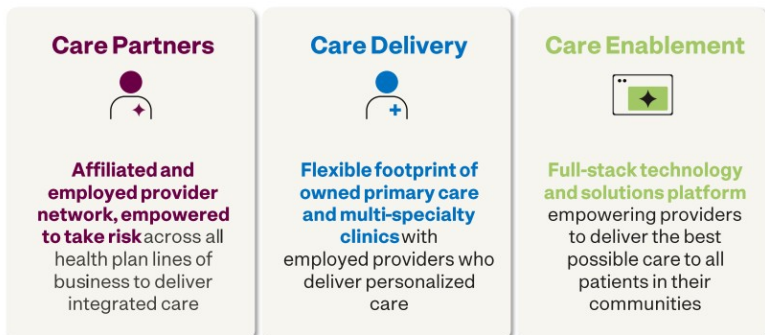 Care Partners
Affiliated and
employed provider
network, empowered
to take risk across all
health plan lines of
business to deliver
integrated care
Care Delivery
Flexible footprint of
owned primary care
and multi-specialty
clinics with
employed providers who
deliver personalized
care
Care Enablement
Full-stack technology
and solutions platform
empowering providers
to deliver the best
possible care to all
patients in their
communities